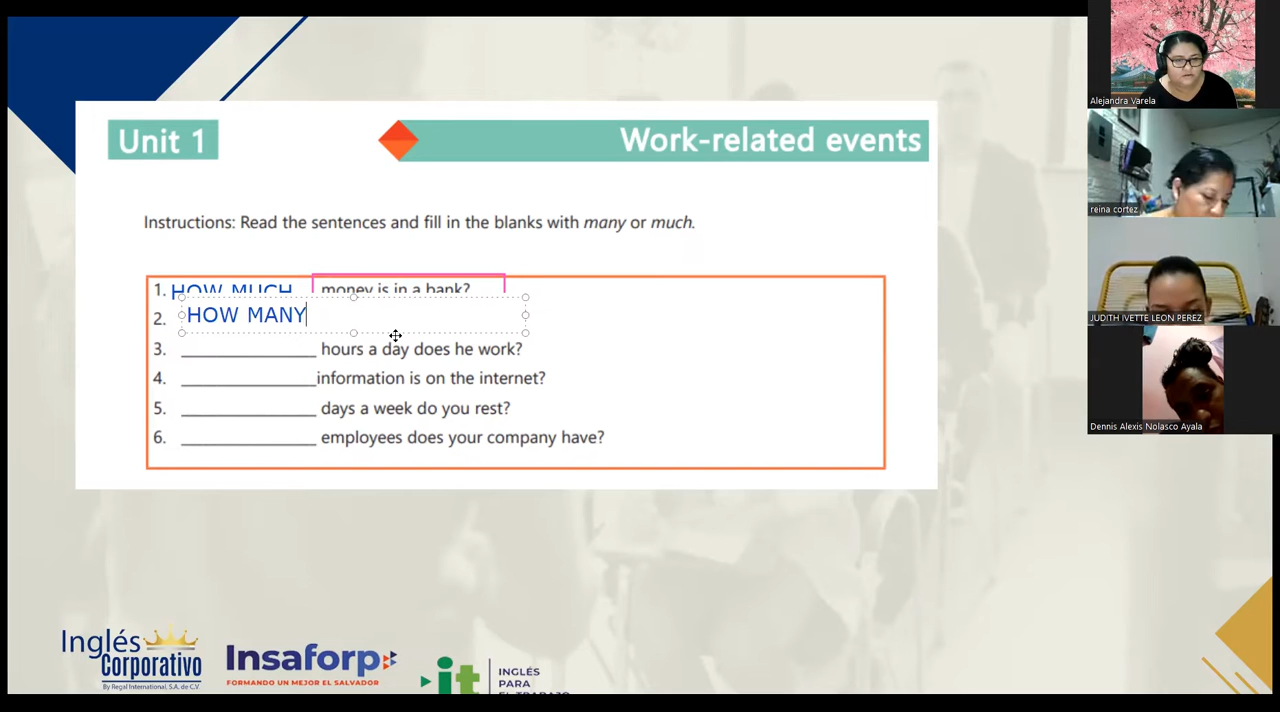 Unit 1
Work-related events
Instructions: Read the sentences and fill in the blanks with many or much.
1. HOW MUCH money is in a bank?
2. HOW MANY
3. ______________ hours a day does he work?
4. ______________information is on the internet?
5. ______________ days a week do you rest?
6. ______________ employees does your company have?
Inglés
Corporativo
By Regal International, S.A. de C.V.
Insaforp
FORMANDO UN MEJOR EL SALVADOR
it
INGLÉS
PARA
EL TRABAJO
Alejandra Varela
reina cortez
JUDITH IVETTE LEON PEREZ
Dennis Alexis Nolasco Ayala